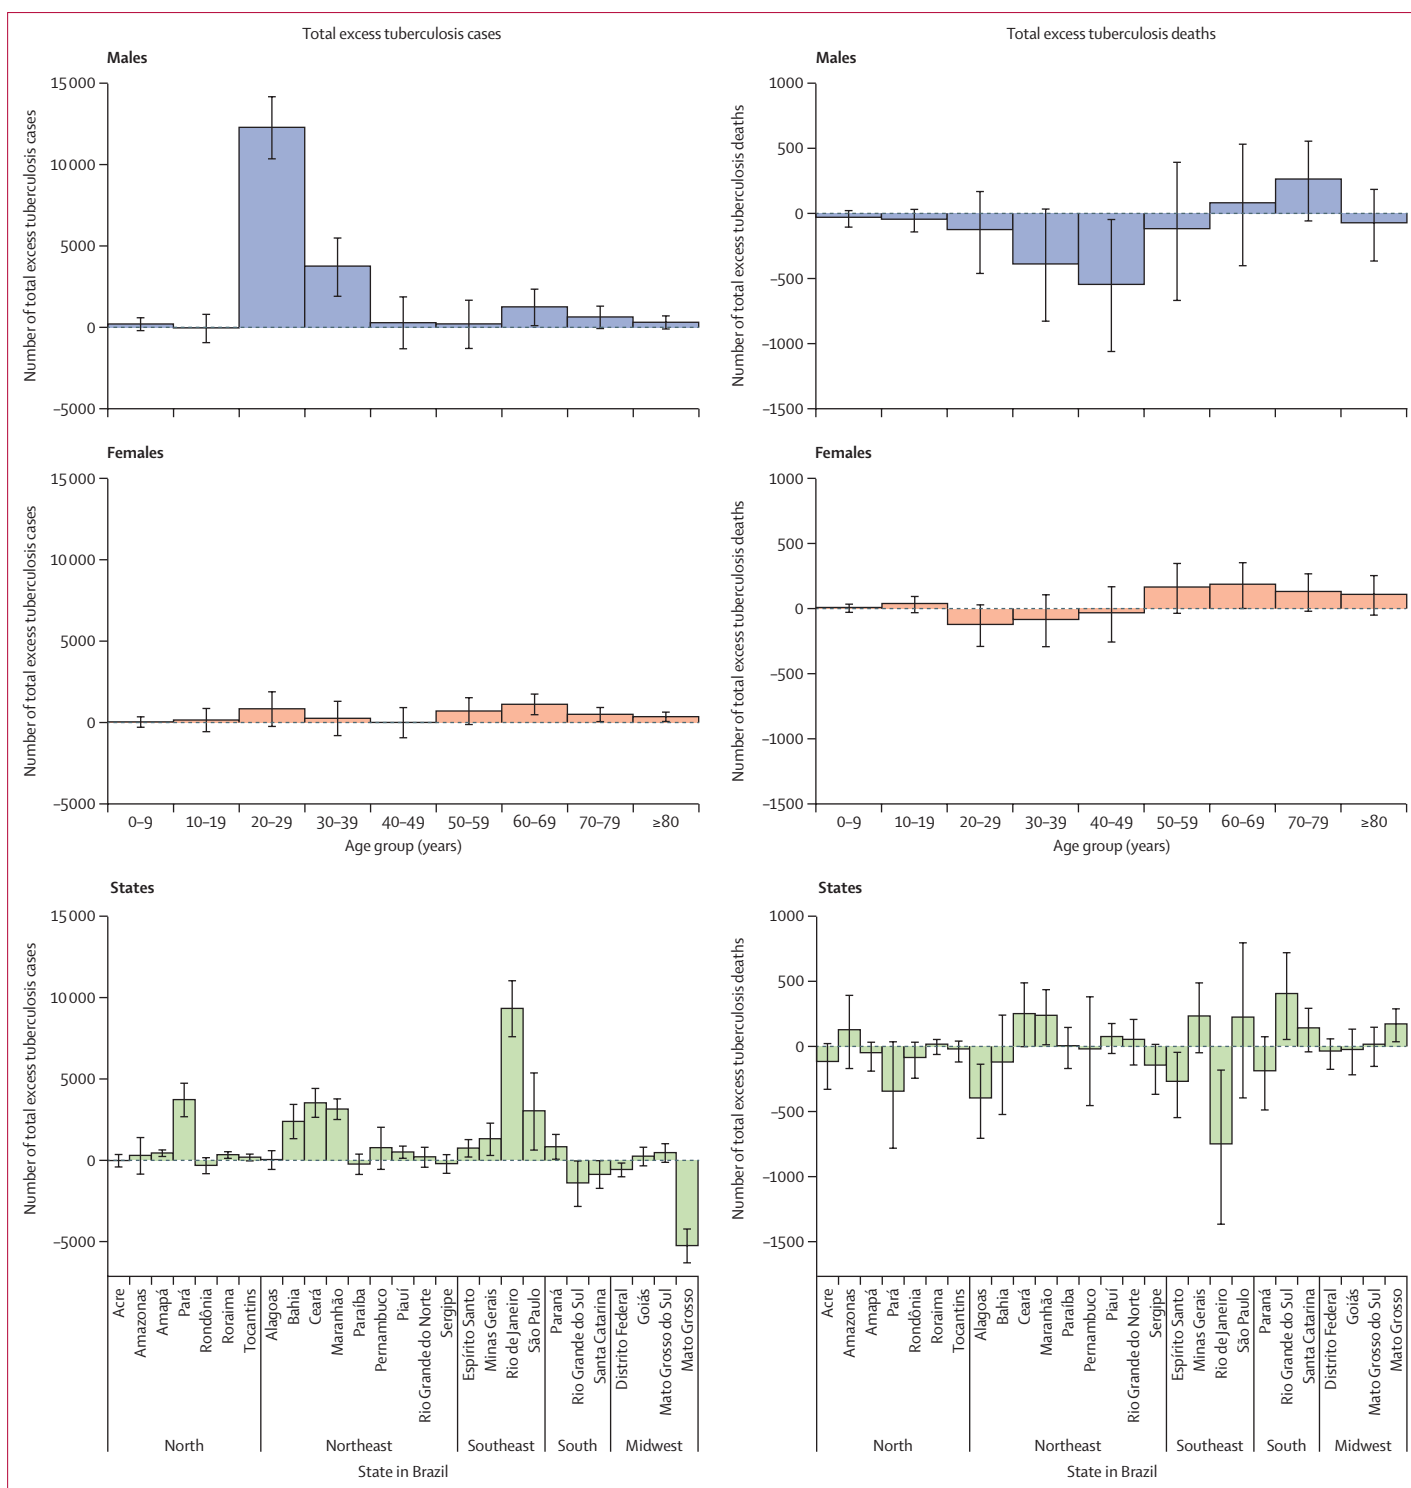 Total excess tuberculosis cases
Total excess tuberculosis deaths
Males
Number of total excess tuberculosis cases
15 000
10 000
5000
0
–5000
Males
Number of total excess tuberculosis deaths
1000
500
0
–500
–1000
–1500
Females
Number of total excess tuberculosis cases
15 000
10 000
5000
0
–5000
0–9
10–19
20–29
30–39
40–49
50–59
60–69
70–79
≥80
Age group (years)
Females
Number of total excess tuberculosis deaths
1000
500
0
–500
–1000
–1500
0–9
10–19
20–29
30–39
40–49
50–59
60–69
70–79
≥80
Age group (years)
States
Number of total excess tuberculosis cases
15 000
10 000
5000
0
–5000
Acre
Amazonas
Amapá
Pará
Rondônia
Roraima
Tocantins
Alagoas
Bahia
Ceará
Maranhão
Paraíba
Pernambuco
Piauí
Rio Grande do Norte
Sergipe
Espírito Santo
Minas Gerais
Rio de Janeiro
São Paulo
Paraná
Rio Grande do Sul
Santa Catarina
Distrito Federal
Goiás
Mato Grosso do Sul
Mato Grosso
North
Northeast
Southeast
South
Midwest
State in Brazil
States
Number of total excess tuberculosis deaths
1000
500
0
–500
–1000
–1500
Acre
Amazonas
Amapá
Pará
Rondônia
Roraima
Tocantins
Alagoas
Bahia
Ceará
Maranhão
Paraíba
Pernambuco
Piauí
Rio Grande do Norte
Sergipe
Espírito Santo
Minas Gerais
Rio de Janeiro
São Paulo
Paraná
Rio Grande do Sul
Santa Catarina
Distrito Federal
Goiás
Mato Grosso do Sul
Mato Grosso
North
Northeast
Southeast
South
Midwest
State in Brazil